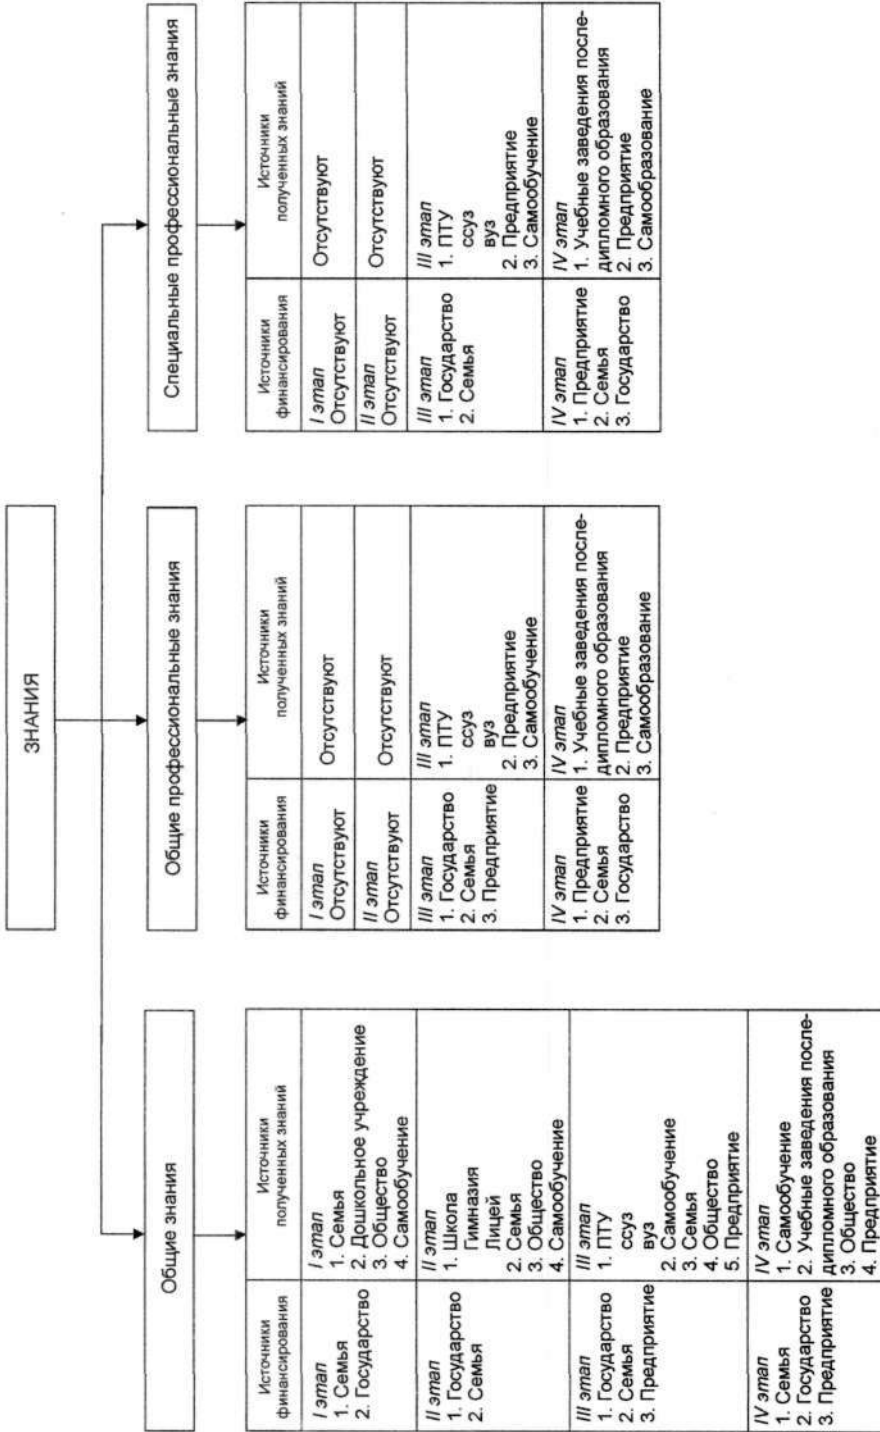 ЗНАНИЯ
Общие знания
Источники
финансирования
Источники
полученных знаний
I этап
1. Семья
2. Государство
I этап
1. Семья
2. Дошкольное учреждение
3. Общество
4. Самообучение
II этап
1. Государство
2. Семья
II этап
1. Школа
Гимназия
Лицей
2. Семья
3. Общество
4. Самообучение
III этап
1. Государство
2. Семья
3. Предприятие
III этап
1. ПТУ
ссуз
вуз
2. Самообучение
3. Семья
4. Общество
5. Предприятие
IV этап
1. Семья
2. Государство
3. Предприятие
IV этап
1. Самообучение
2. Учебные заведения после-
дипломного образования
3. Общество
4. Предприятие
Общие профессиональные знания
Источники
финансирования
Источники
полученных знаний
I этап
Отсутствуют
Отсутствуют
II этап
Отсутствуют
Отсутствуют
III этап
1. Государство
2. Семья
3. Предприятие
III этап
1. ПТУ
ссуз
вуз
2. Предприятие
3. Самообучение
IV этап
1. Предприятие
2. Семья
3. Государство
IV этап
1. Учебные заведения после-
дипломного образования
2. Предприятие
3. Самообразование
Специальные профессиональные знания
Источники
финансирования
Источники
полученных знаний
I этап
Отсутствуют
Отсутствуют
II этап
Отсутствуют
Отсутствуют
III этап
1. Государство
2. Семья
III этап
1. ПТУ
ссуз
вуз
2. Предприятие
3. Самообучение
IV этап
1. Предприятие
2. Семья
3. Государство
IV этап
1. Учебные заведения после-
дипломного образования
2. Предприятие
3. Самообразование